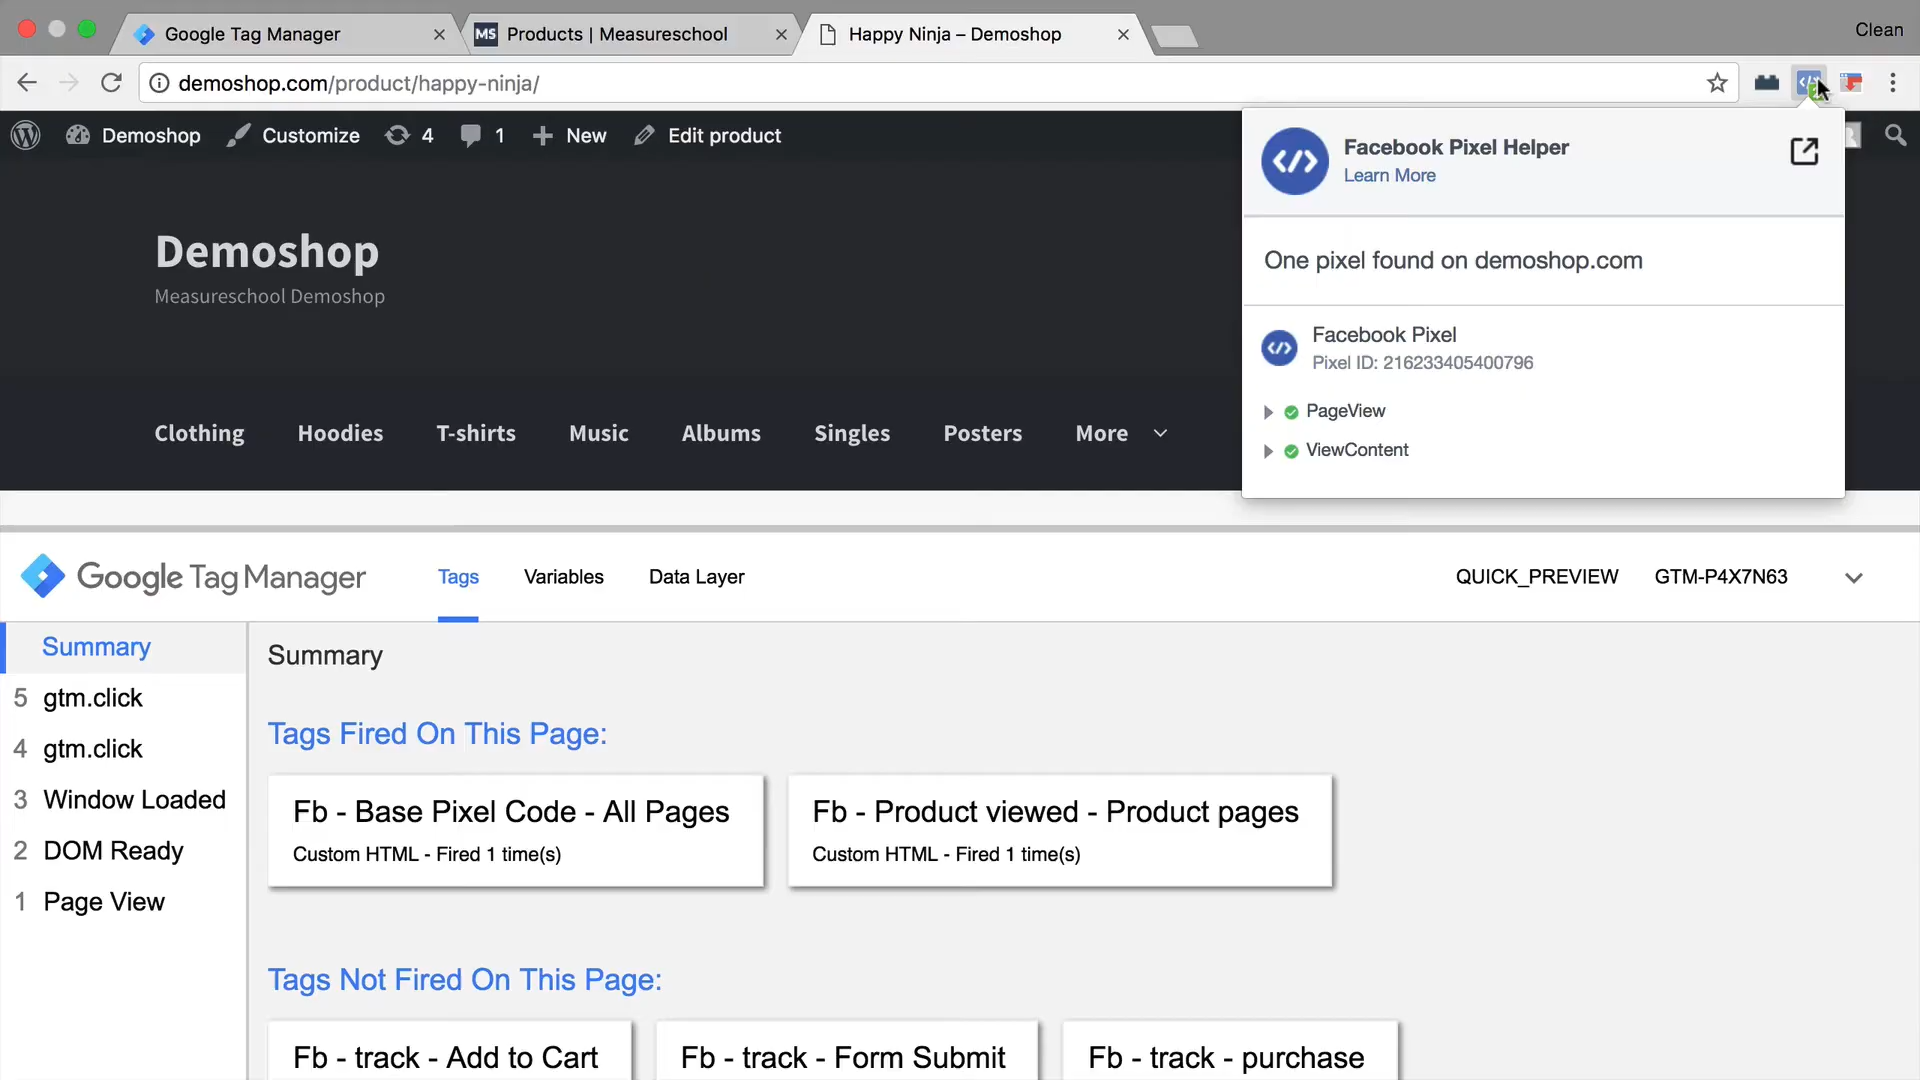 Google Tag Manager
MS Products | Measureschool
Happy Ninja – Demoshop
Clean
demoshop.com/product/happy-ninja/
Demoshop
Customize
4
1
New
Edit product
Facebook Pixel Helper
Learn More
One pixel found on demoshop.com
Facebook Pixel
Pixel ID: 216233405400796
PageView
ViewContent
Demoshop
Measureschool Demoshop
Clothing Hoodies T-shirts Music Albums Singles Posters More
Google Tag Manager
Tags Variables Data Layer
QUICK_PREVIEW GTM-P4X7N63
Summary
5 gtm.click
4 gtm.click
3 Window Loaded
2 DOM Ready
1 Page View
Summary
Tags Fired On This Page:
Fb - Base Pixel Code - All Pages
Custom HTML - Fired 1 time(s)
Fb - Product viewed - Product pages
Custom HTML - Fired 1 time(s)
Tags Not Fired On This Page:
Fb - track - Add to Cart
Fb - track - Form Submit
Fb - track - purchase